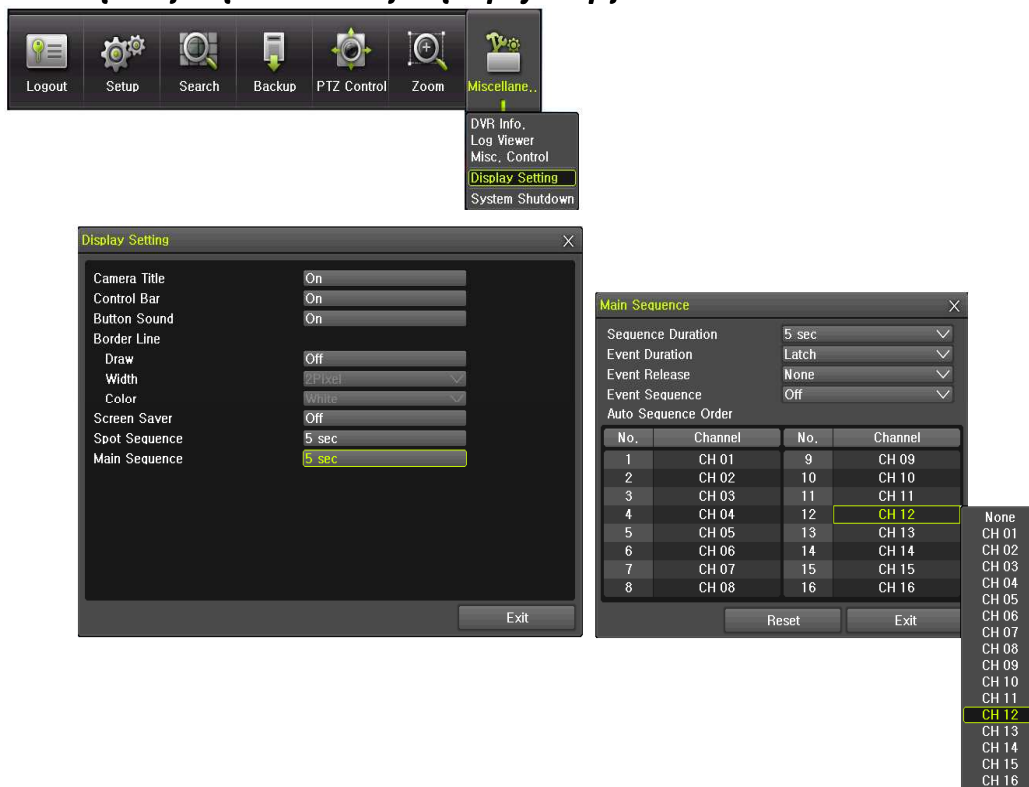 Logout Setup Search Backup PTZ Control Zoom Miscellane..
DVR Info.
Log Viewer
Misc. Control
Display Setting
System Shutdown
Display Setting X
Camera Title On
Control Bar On
Button Sound On
Border Line
Draw Off
Width 2Pixel
Color White
Screen Saver Off
Spot Sequence 5 sec
Main Sequence 5 sec
Exit
Main Sequence X
Sequence Duration 5 sec
Event Duration Latch
Event Release None
Event Sequence Off
Auto Sequence Order
No. Channel No. Channel
1 CH 01 9 CH 09
2 CH 02 10 CH 10
3 CH 03 11 CH 11
4 CH 04 12 CH 12
5 CH 05 13 CH 13
6 CH 06 14 CH 14
7 CH 07 15 CH 15
8 CH 08 16 CH 16
Reset Exit
None
CH 01
CH 02
CH 03
CH 04
CH 05
CH 06
CH 07
CH 08
CH 09
CH 10
CH 11
CH 12
CH 13
CH 14
CH 15
CH 16